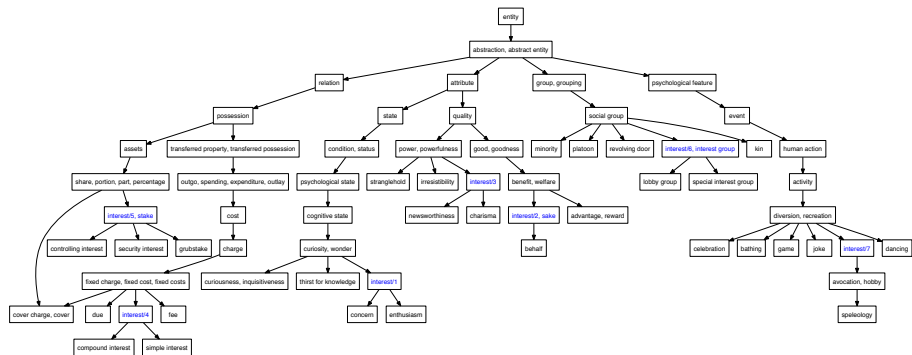 entity
abstraction, abstract entity
relation
attribute
group, grouping
psychological feature
possession
state
quality
social group
event
assets
transferred property, transferred possession
condition, status
power, powerfulness
good, goodness
minority
platoon
revolving door
interest/6, interest group
kin
human action
share, portion, part, percentage
outgo, spending, expenditure, outlay
psychological state
stranglehold
irresistibility
interest/3
benefit, welfare
lobby group
special interest group
activity
interest/5, stake
cost
cognitive state
newsworthiness
charisma
interest/2, sake
advantage, reward
diversion, recreation
controlling interest
security interest
grubstake
charge
curiosity, wonder
behalf
celebration
bathing
game
joke
interest/7
dancing
fixed charge, fixed cost, fixed costs
curiousness, inquisitiveness
thirst for knowledge
interest/1
avocation, hobby
cover charge, cover
due
interest/4
fee
concern
enthusiasm
speleology
compound interest
simple interest